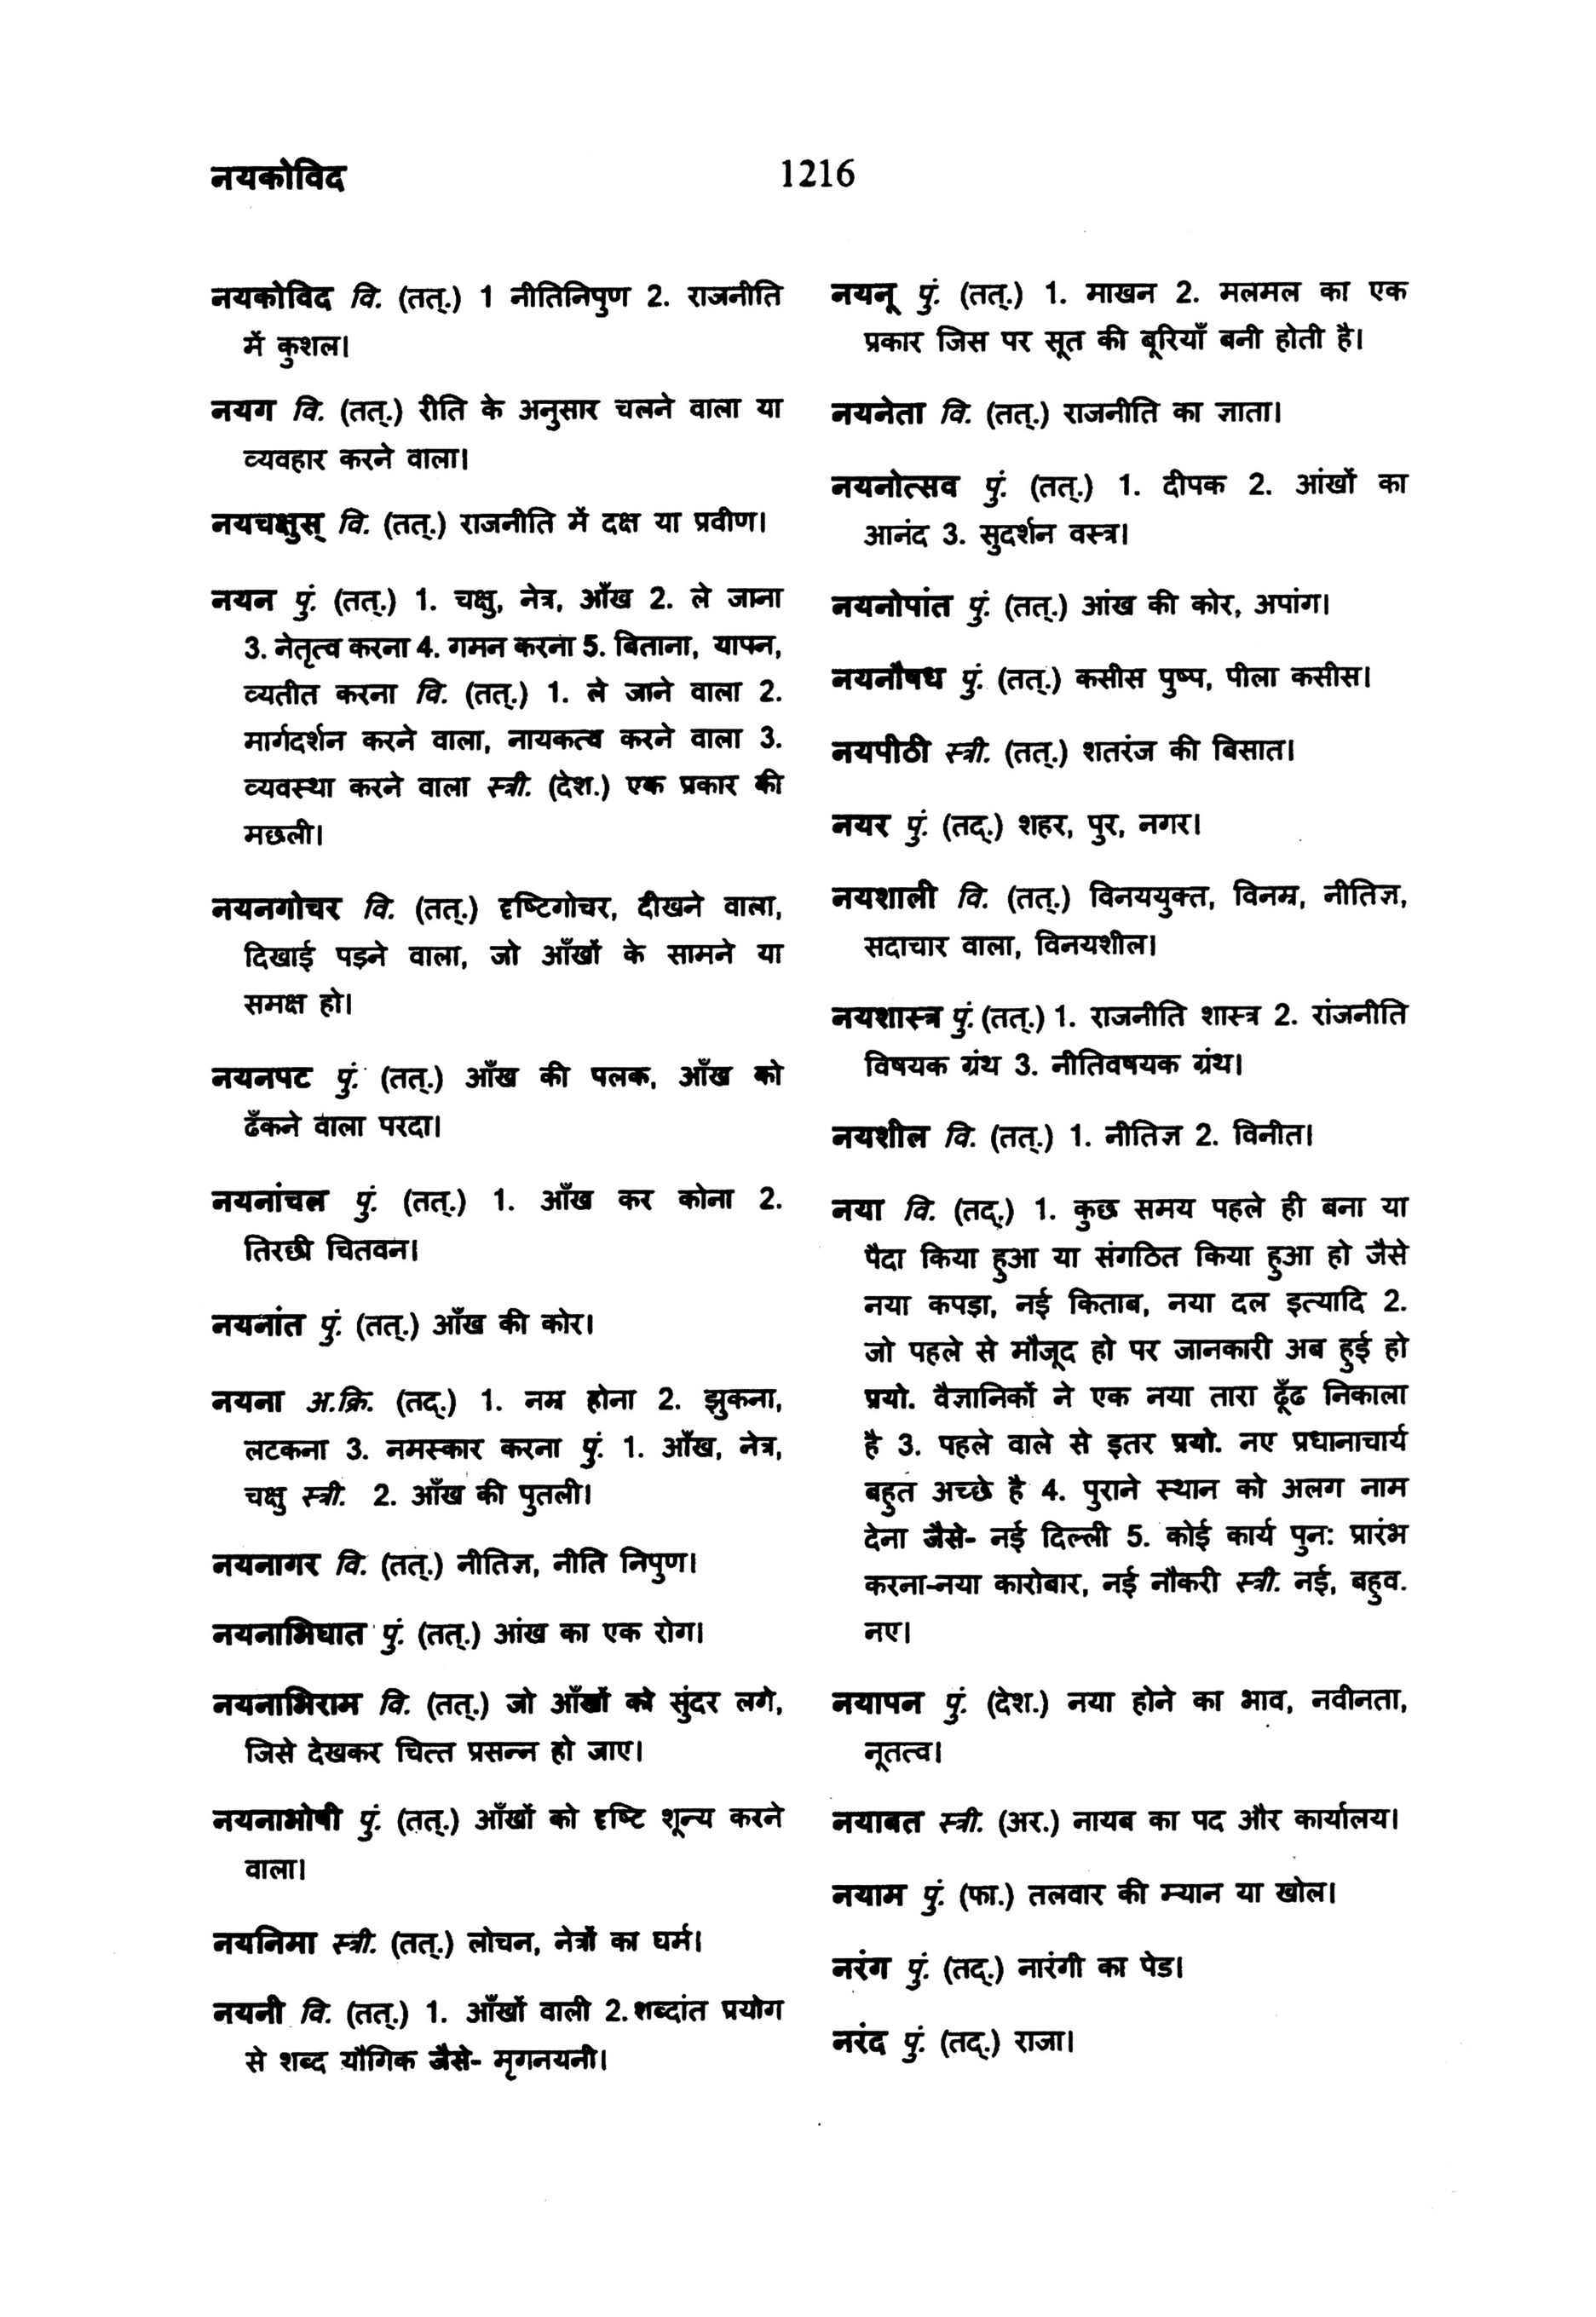 नयकोविद
1216
नयकोविद वि. (तत्.) 1 नीतिनिपुण 2. राजनीति
में कुशल।
नयग वि. (तत्.) रीति के अनुसार चलने वाला या
व्यवहार करने वाला।
नयचक्षुस् वि. (तत्.) राजनीति में दक्ष या प्रवीण।
नयन पुं. (तत्.) 1. चक्षु, नेत्र, आँख 2. ले जाना
3. नेतृत्व करना 4. गमन करना 5. बिताना, यापन,
व्यतीत करना वि. (तत्.) 1. ले जाने वाला 2.
मार्गदर्शन करने वाला, नायकत्व करने वाला 3.
व्यवस्था करने वाला स्त्री. (देश.) एक प्रकार की
मछली।
नयनगोचर वि. (तत्.) दृष्टिगोचर, दीखने वाला,
दिखाई पड़ने वाला, जो आँखों के सामने या
समक्ष हो।
नयनपट पुं. (तत्.) आँख की पलक, आँख को
ढँकने वाला परदा।
नयनांचल पुं. (तत्.) 1. आँख कर कोना 2.
तिरछी चितवन।
नयनांत पुं. (तत्.) आँख की कोर।
नयना अ.क्रि. (तद्.) 1. नम्र होना 2. झुकना,
लटकना 3. नमस्कार करना पुं. 1. आँख, नेत्र,
चक्षु स्त्री. 2. आँख की पुतली।
नयनागर वि. (तत्.) नीतिज्ञ, नीति निपुण।
नयनाभिघात पुं. (तत्.) आंख का एक रोग।
नयनाभिराम वि. (तत्.) जो आँखों को सुंदर लगे,
जिसे देखकर चित्त प्रसन्न हो जाए।
नयनाभोषी पुं. (तत्.) आँखों को दृष्टि शून्य करने
वाला।
नयनिमा स्त्री. (तत्.) लोचन, नेत्रों का घर्म।
नयनी वि. (तत्.) 1. आँखों वाली 2. शब्दांत प्रयोग
से शब्द यौगिक जैसे- मृगनयनी।
नयनू पुं. (तत्.) 1. माखन 2. मलमल का एक
प्रकार जिस पर सूत की बूरियाँ बनी होती है।
नयनेता वि. (तत्.) राजनीति का ज्ञाता।
नयनोत्सव पुं. (तत्.) 1. दीपक 2. आंखों का
आनंद 3. सुदर्शन वस्त्र।
नयनोपांत पुं. (तत्.) आंख की कोर, अपांग।
नयनौषध पुं. (तत्.) कसीस पुष्प, पीला कसीस।
नयपीठी स्त्री. (तत्.) शतरंज की बिसात।
नयर पुं. (तद्.) शहर, पुर, नगर।
नयशाली वि. (तत्.) विनययुक्त, विनम्र, नीतिज्ञ,
सदाचार वाला, विनयशील।
नयशास्त्र पुं. (तत्.) 1. राजनीति शास्त्र 2. रांजनीति
विषयक ग्रंथ 3. नीतिवषयक ग्रंथ।
नयशील वि. (तत्.) 1. नीतिज्ञ 2. विनीत।
नया वि. (तद्.) 1. कुछ समय पहले ही बना या
पैदा किया हुआ या संगठित किया हुआ हो जैसे
नया कपड़ा, नई किताब, नया दल इत्यादि 2.
जो पहले से मौजूद हो पर जानकारी अब हुई हो
प्रयो. वैज्ञानिकों ने एक नया तारा ढूँढ निकाला
है 3. पहले वाले से इतर प्रयो. नए प्रधानाचार्य
बहुत अच्छे है 4. पुराने स्थान को अलग नाम
देना जैसे- नई दिल्ली 5. कोई कार्य पुन: प्रारंभ
करना-नया कारोबार, नई नौकरी स्त्री. नई, बहुव.
नए।
नयापन पुं. (देश.) नया होने का भाव, नवीनता,
नूतत्व।
नयाबत स्त्री. (अर.) नायब का पद और कार्यालय।
नयाम पुं. (फा.) तलवार की म्यान या खोल।
नरंग पुं. (तद्.) नारंगी का पेड।
नरंद पुं. (तद्.) राजा।